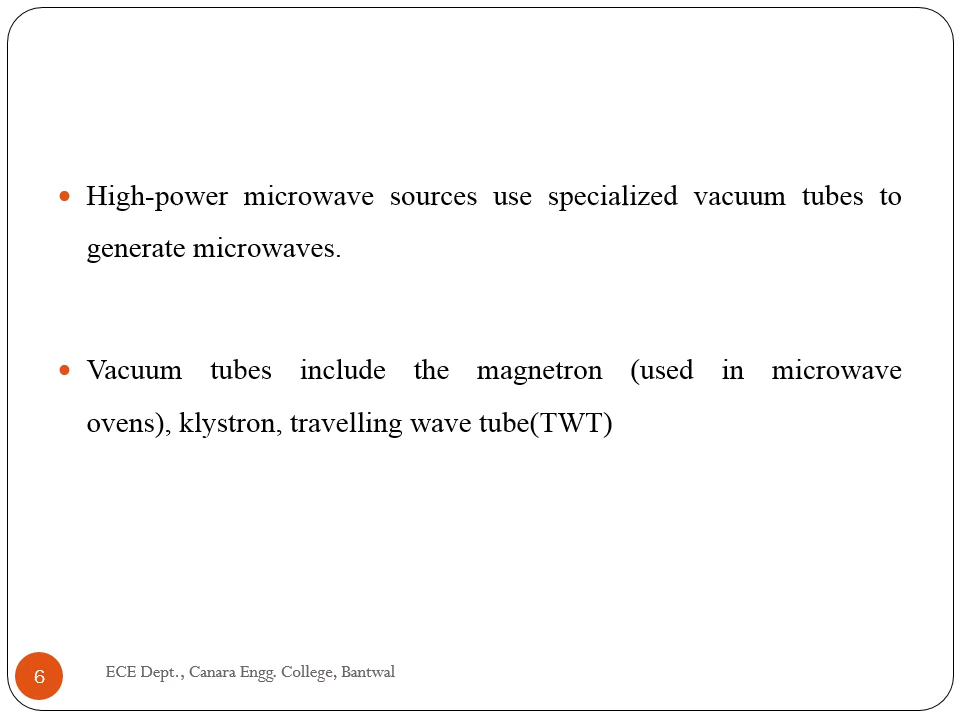 High-power microwave sources use specialized vacuum tubes to
generate microwaves.
Vacuum tubes include the magnetron (used in microwave
ovens), klystron, travelling wave tube(TWT)
6
ECE Dept., Canara Engg. College, Bantwal